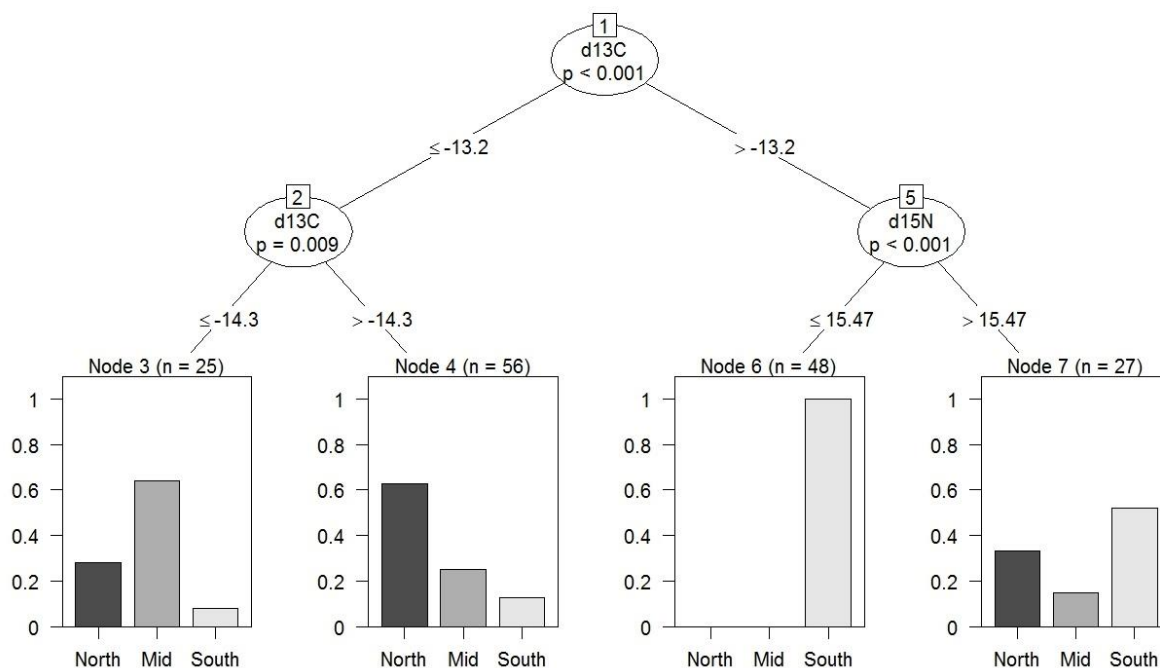 1
d13C
p < 0.001
≤ -13.2
> -13.2
2
d13C
p = 0.009
5
d15N
p < 0.001
≤ -14.3
> -14.3
≤ 15.47
> 15.47
Node 3 (n = 25)
1
0.8
0.6
0.4
0.2
0
North Mid South
Node 4 (n = 56)
1
0.8
0.6
0.4
0.2
0
North Mid South
Node 6 (n = 48)
1
0.8
0.6
0.4
0.2
0
North Mid South
Node 7 (n = 27)
1
0.8
0.6
0.4
0.2
0
North Mid South